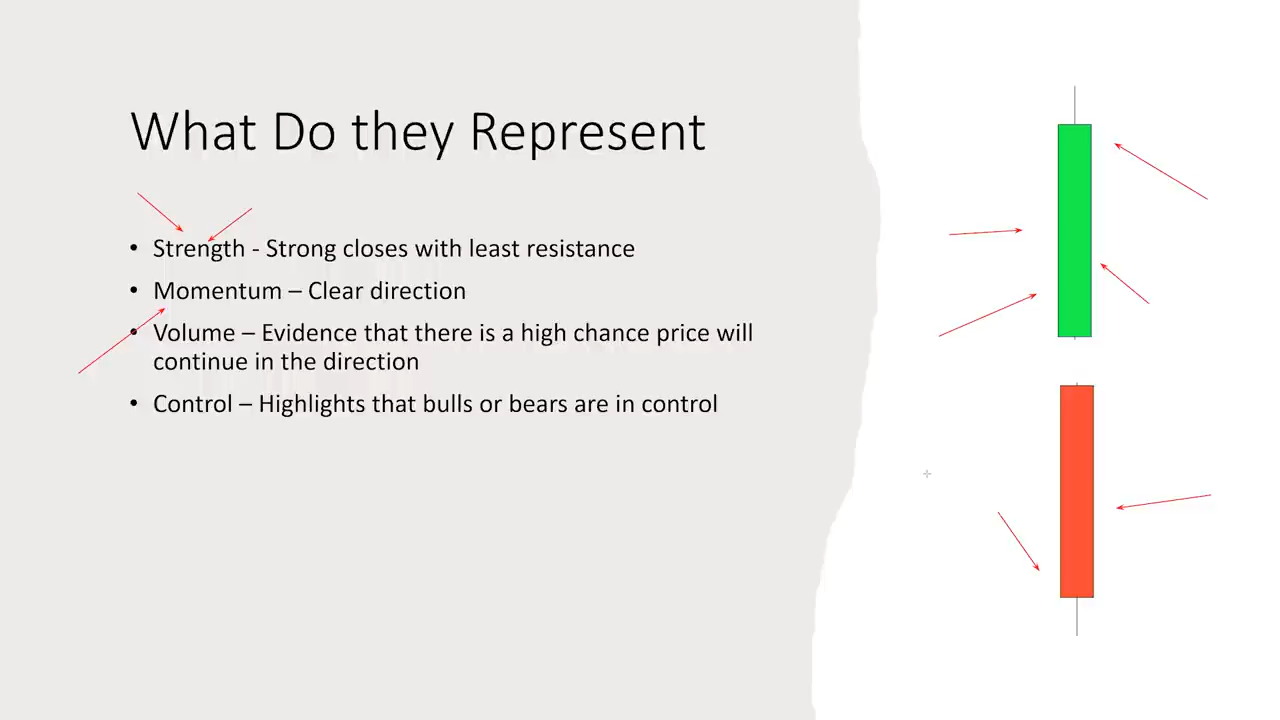 What Do they Represent
• Strength - Strong closes with least resistance
• Momentum – Clear direction
• Volume – Evidence that there is a high chance price will
continue in the direction
• Control – Highlights that bulls or bears are in control